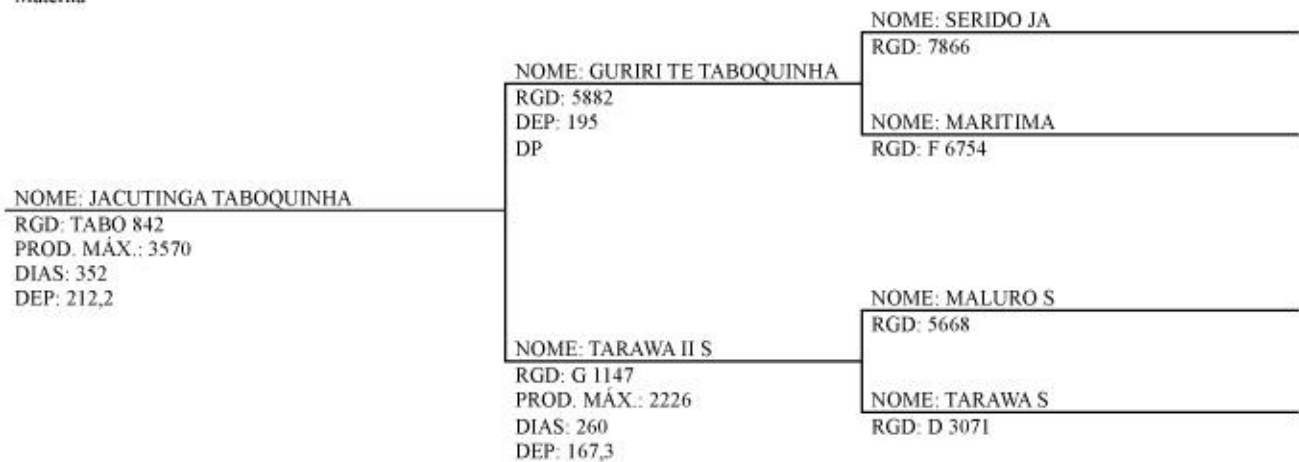 Materna
NOME: SERIDO JA
RGD: 7866
NOME: GURIRI TE TABOQUINHA
RGD: 5882
DEP: 195
DP
NOME: MARITIMA
RGD: F 6754
NOME: JACUTINGA TABOQUINHA
RGD: TABO 842
PROD. MÁX.: 3570
DIAS: 352
DEP: 212,2
NOME: MALURO S
RGD: 5668
NOME: TARAWA II S
RGD: G 1147
PROD. MÁX.: 2226
DIAS: 260
DEP: 167,3
NOME: TARAWA S
RGD: D 3071